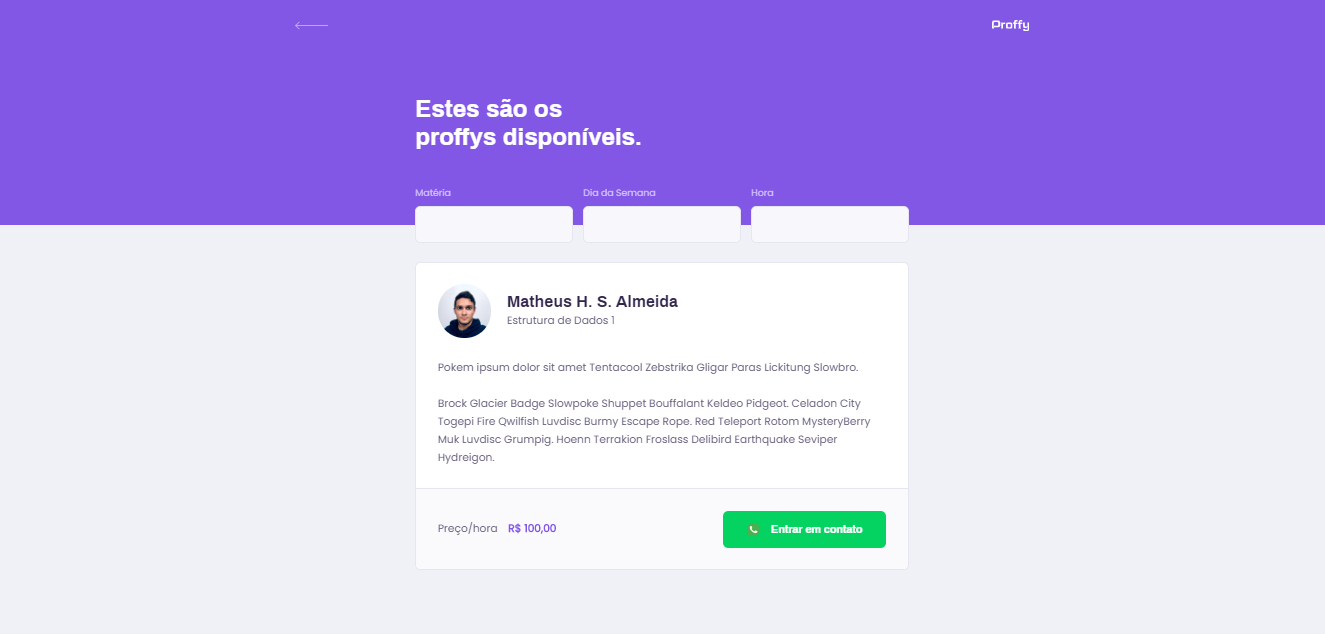 Proffy
Estes são os
proffys disponíveis.
Matéria
Dia da Semana
Hora
Matheus H. S. Almeida
Estrutura de Dados 1
Pokem ipsum dolor sit amet Tentacool Zebstrika Gligar Paras Lickitung Slowbro.
Brock Glacier Badge Slowpoke Shuppet Bouffalant Keldeo Pidgeot. Celadon City
Togepi Fire Qwilfish Luvdisc Burmy Escape Rope. Red Teleport Rotom MysteryBerry
Muk Luvdisc Grumpig. Hoenn Terrakion Froslass Delibird Earthquake Seviper
Hydreigon.
Preço/hora R$ 100,00
Entrar em contato